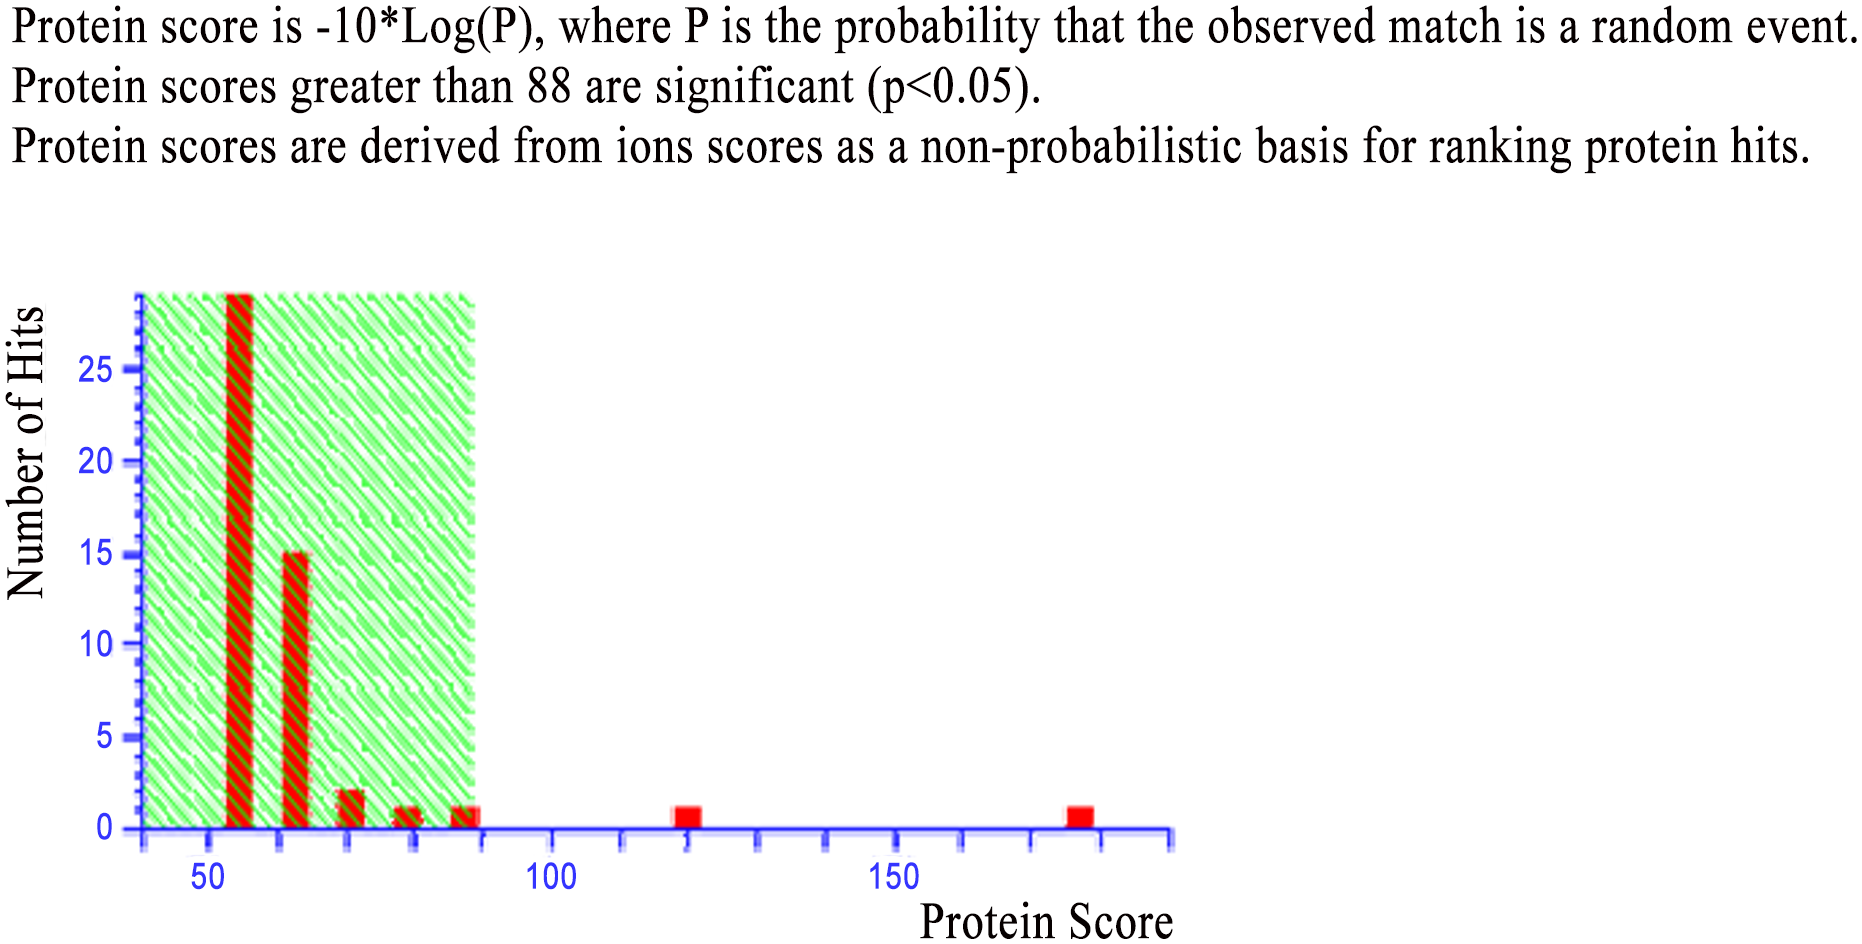 Protein score is -10*Log(P), where P is the probability that the observed match is a random event.
Protein scores greater than 88 are significant (p<0.05).
Protein scores are derived from ions scores as a non-probabilistic basis for ranking protein hits.
Number of Hits
25
20
15
10
5
0
50 100 150
Protein Score